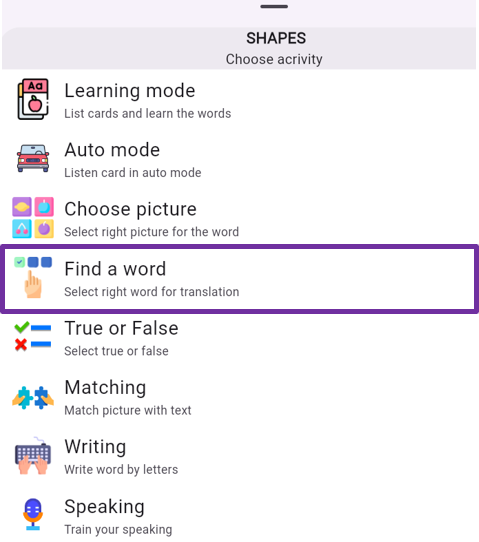 SHAPES
Choose acrivity
Aa
Learning mode
List cards and learn the words
Auto mode
Listen card in auto mode
Choose picture
Select right picture for the word
Find a word
Select right word for translation
True or False
Select true or false
Matching
Match picture with text
Writing
Write word by letters
Speaking
Train your speaking